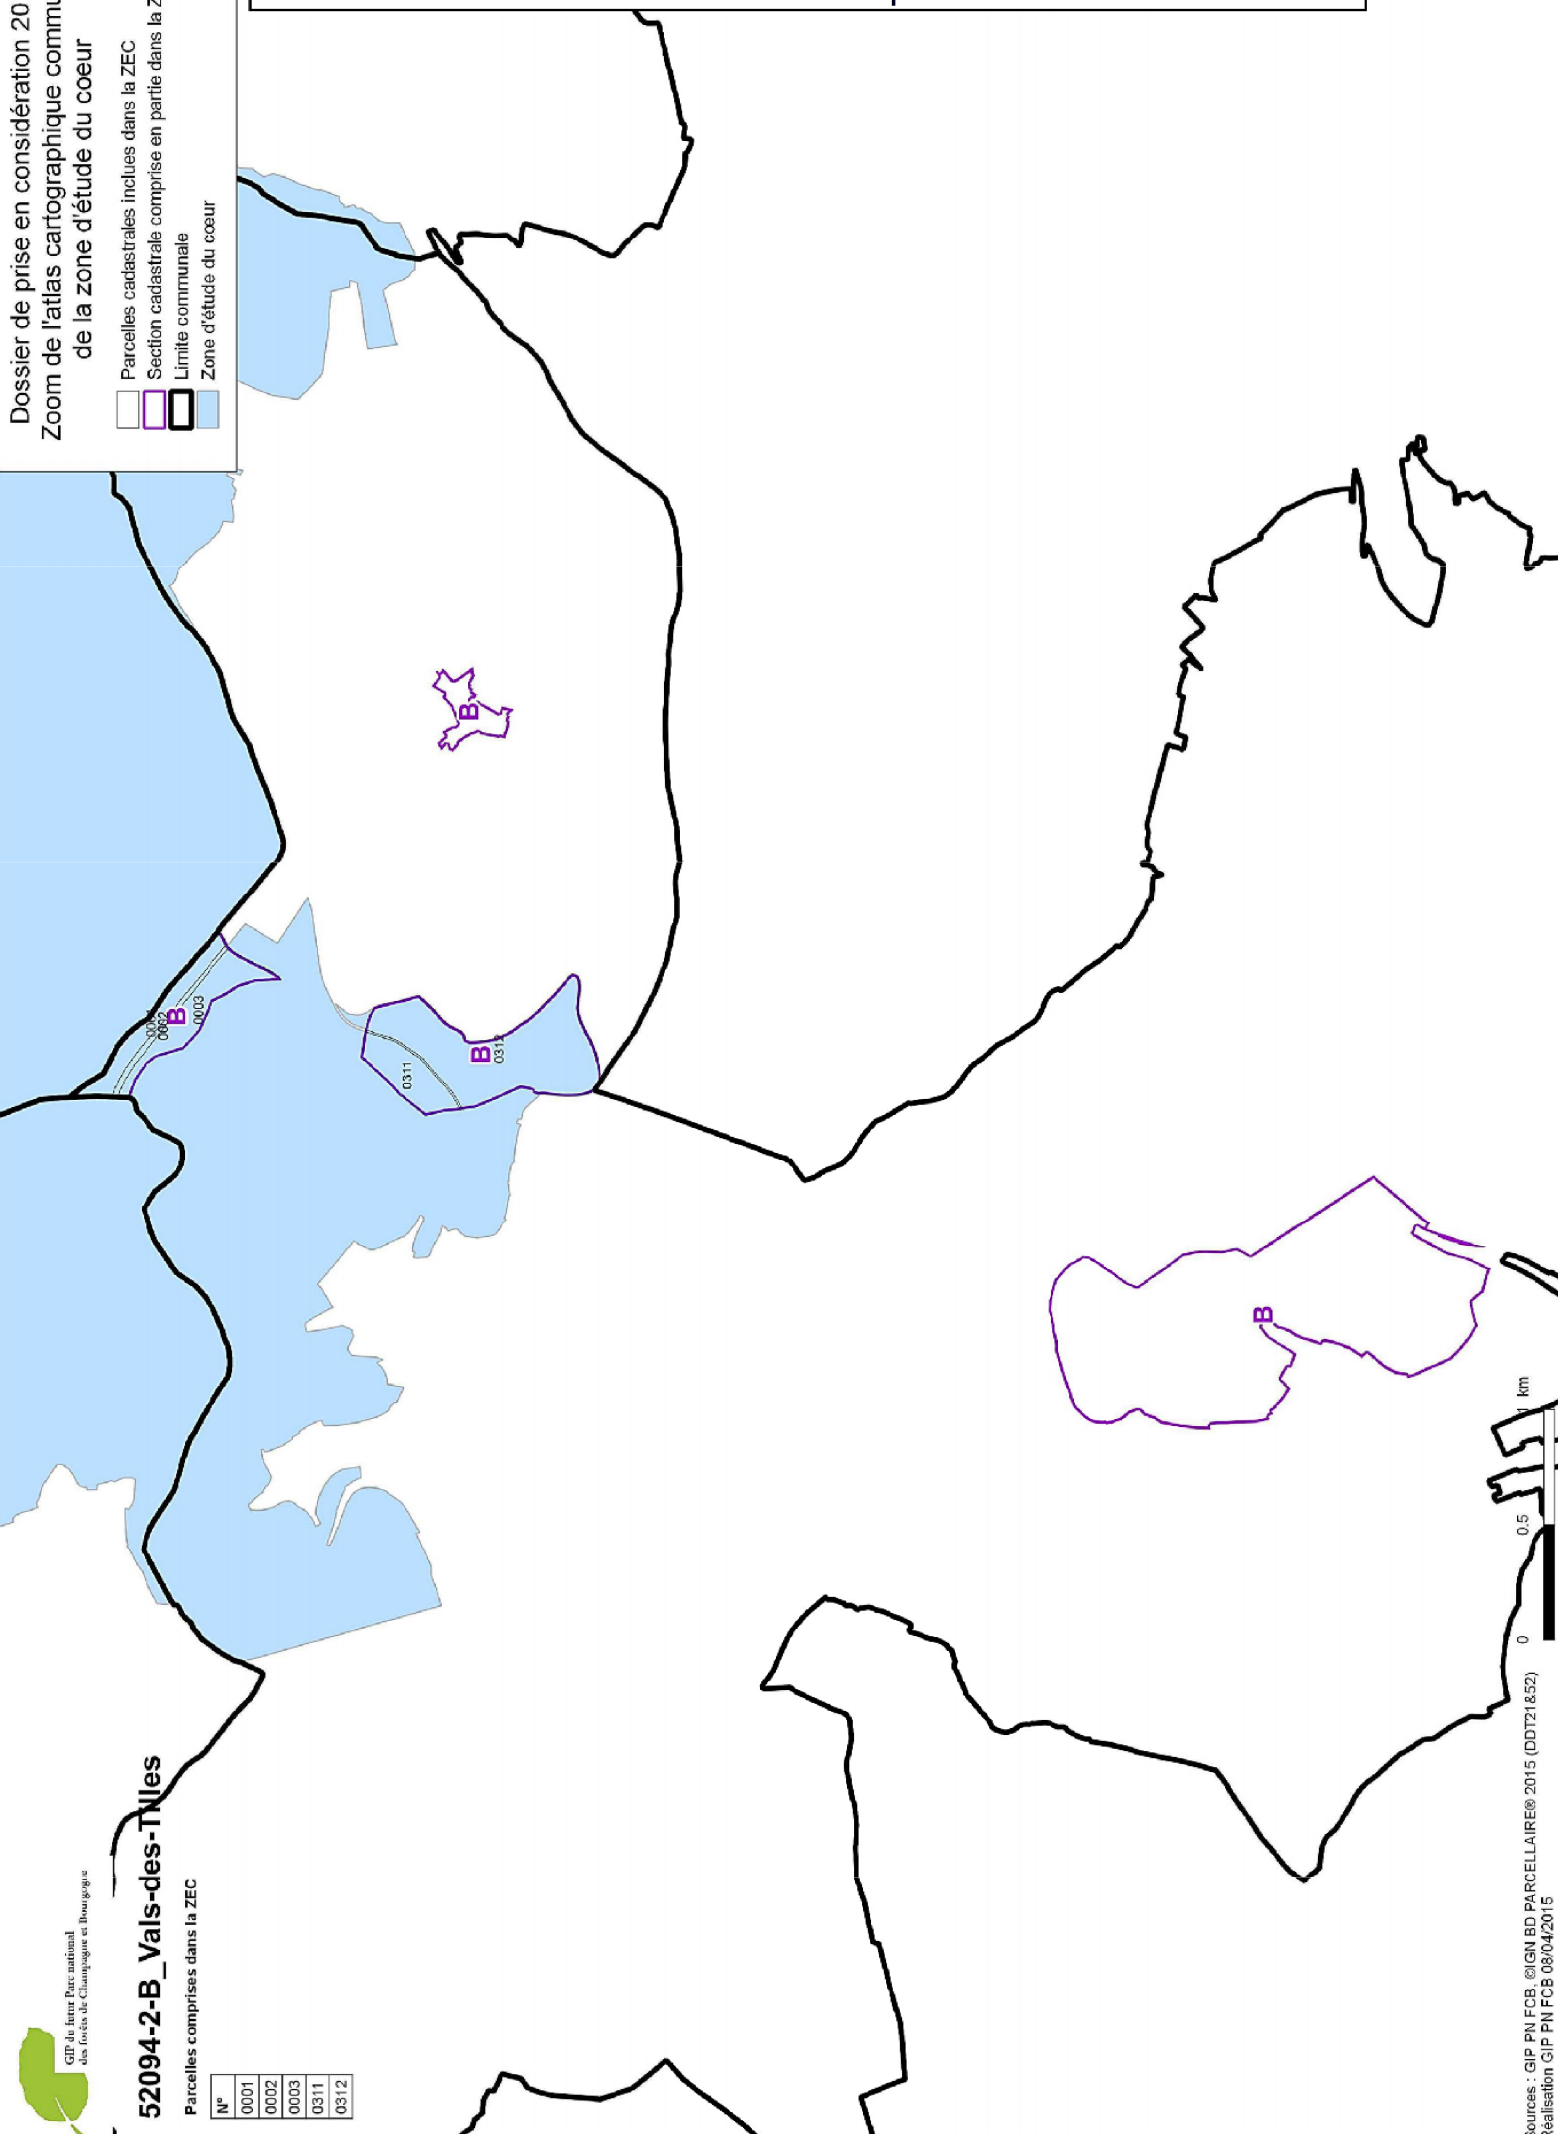 GIP du futur Parc national
des forêts de Champagne et Bourgogne
52094-2-B_Vals-des-Tilles
Parcelles comprises dans la ZEC
N°
0001
0002
0003
0311
0312
Dossier de prise en considération 20
Zoom de l'atlas cartographique
de la zone d'étude du coeur
Parcelles cadastrales inclues dans la ZEC
Section cadastrale comprise en partie dans la
Limite communale
Zone d'étude du cœur
0002
B
0003
0311
B
0312
B
B
0 0.5 1 km
Sources : GIP PN FCB, ©IGN BD PARCELLAIRE® 2015 (DDT21&52)
Réalisation GIP PN FCB 08/04/2015